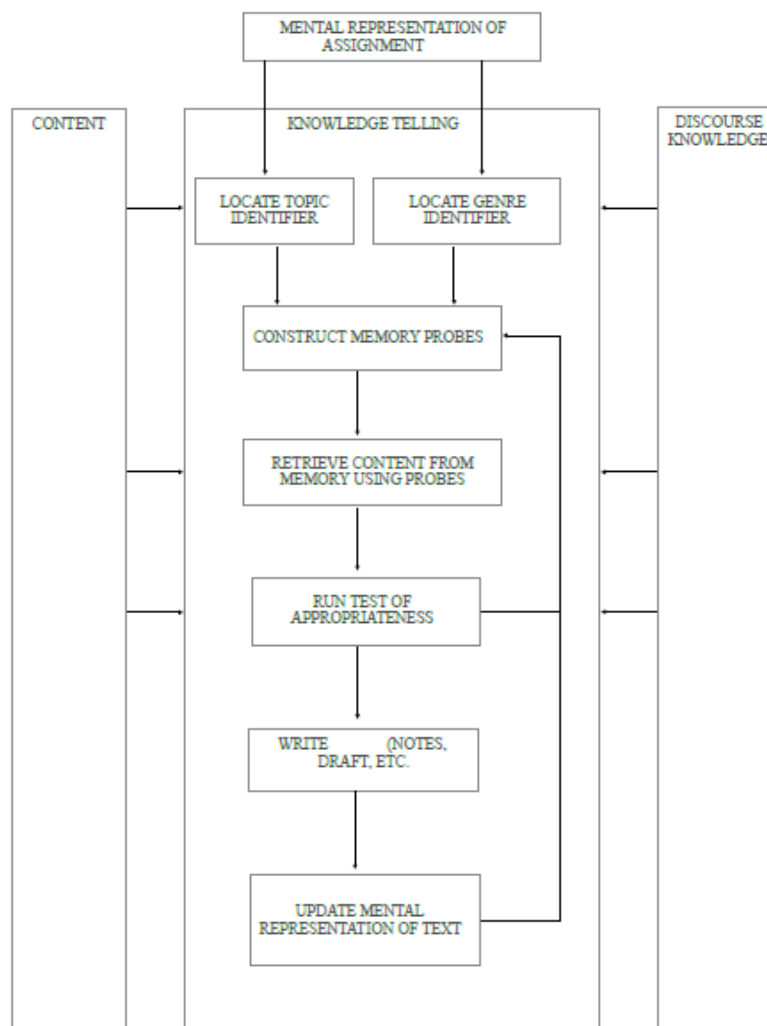 MENTAL REPRESENTATION OF
ASSIGNMENT
CONTENT
KNOWLEDGE TELLING
DISCOURSE
KNOWLEDGE
LOCATE TOPIC
IDENTIFIER
LOCATE GENRE
IDENTIFIER
CONSTRUCT MEMORY PROBES
RETRIEVE CONTENT FROM
MEMORY USING PROBES
RUN TEST OF
APPROPRIATENESS
WRITE (NOTES,
DRAFT, ETC.
UPDATE MENTAL
REPRESENTATION OF TEXT